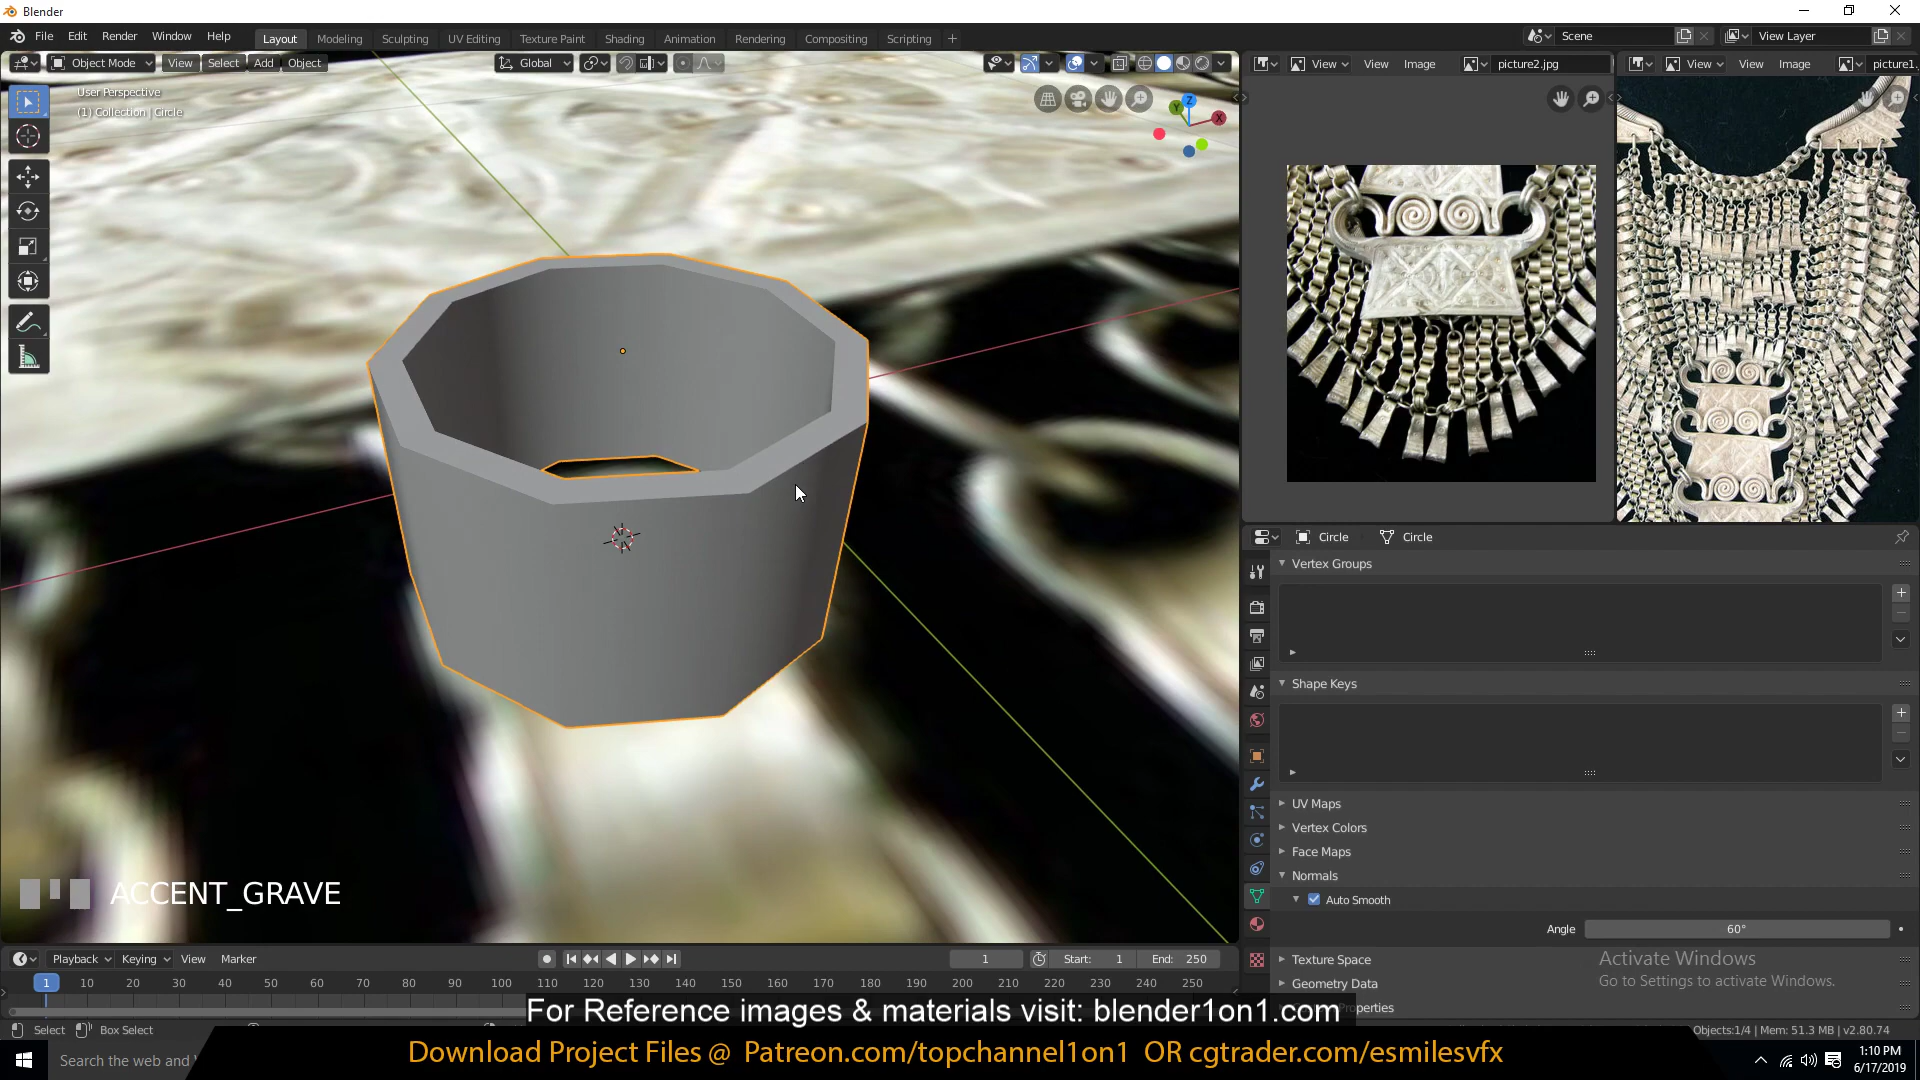 Blender
File Edit Render Window Help
Layout Modeling Sculpting UV Editing Texture Paint Shading Animation Rendering Compositing Scripting
Scene
View Layer
Object Mode View Select Add Object
Global
View View Image picture2.jpg
View View Image picture1.
User Perspective
(1) Collection | Circle
Z
Y
X
Circle Circle
Vertex Groups
Shape Keys
UV Maps
Vertex Colors
Face Maps
Normals
Auto Smooth
Angle 60°
Texture Space
Geometry Data
Properties
ACCENT_GRAVE
Activate Windows
Go to Settings to activate Windows.
Playback Keying View Marker
1 Start: 1 End: 250
1 10 20 30 40 50 60 70 80 90 100 110 120 130 140 150 160 170 180 190 200 210 220 230 240 250
For Reference images & materials visit: blender1on1.com
Select Box Select
Objects:1/4 | Mem: 51.3 MB | v2.80.74
Search the web and
Download Project Files @ Patreon.com/topchannel1on1 OR cgtrader.com/esmilesvfx
1:10 PM
6/17/2019